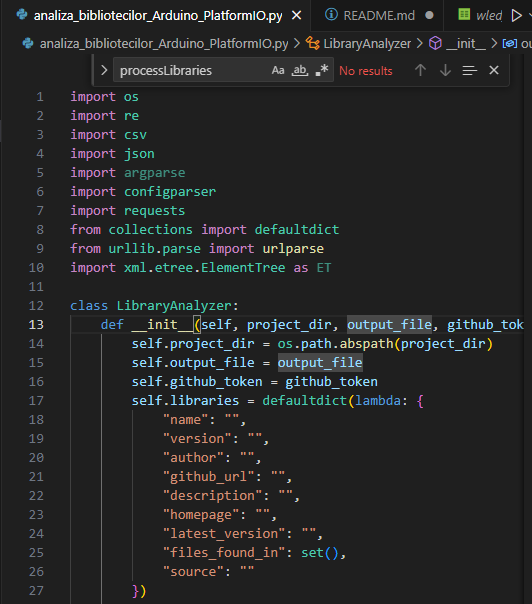 analiza_bibliotecilor_Arduino_PlatformIO.py × README.md ● wled_
analiza_bibliotecilor_Arduino_PlatformIO.py > LibraryAnalyzer > __init__ >
processLibraries Aa ab .* No results
1 import os
2 import re
3 import csv
4 import json
5 import argparse
6 import configparser
7 import requests
8 from collections import defaultdict
9 from urllib.parse import urlparse
10 import xml.etree.ElementTree as ET
11
12 class LibraryAnalyzer:
13     def __init__(self, project_dir, output_file, github_tok
14         self.project_dir = os.path.abspath(project_dir)
15         self.output_file = output_file
16         self.github_token = github_token
17         self.libraries = defaultdict(lambda: {
18             "name": "",
19             "version": "",
20             "author": "",
21             "github_url": "",
22             "description": "",
23             "homepage": "",
24             "latest_version": "",
25             "files_found_in": set(),
26             "source": ""
27         })